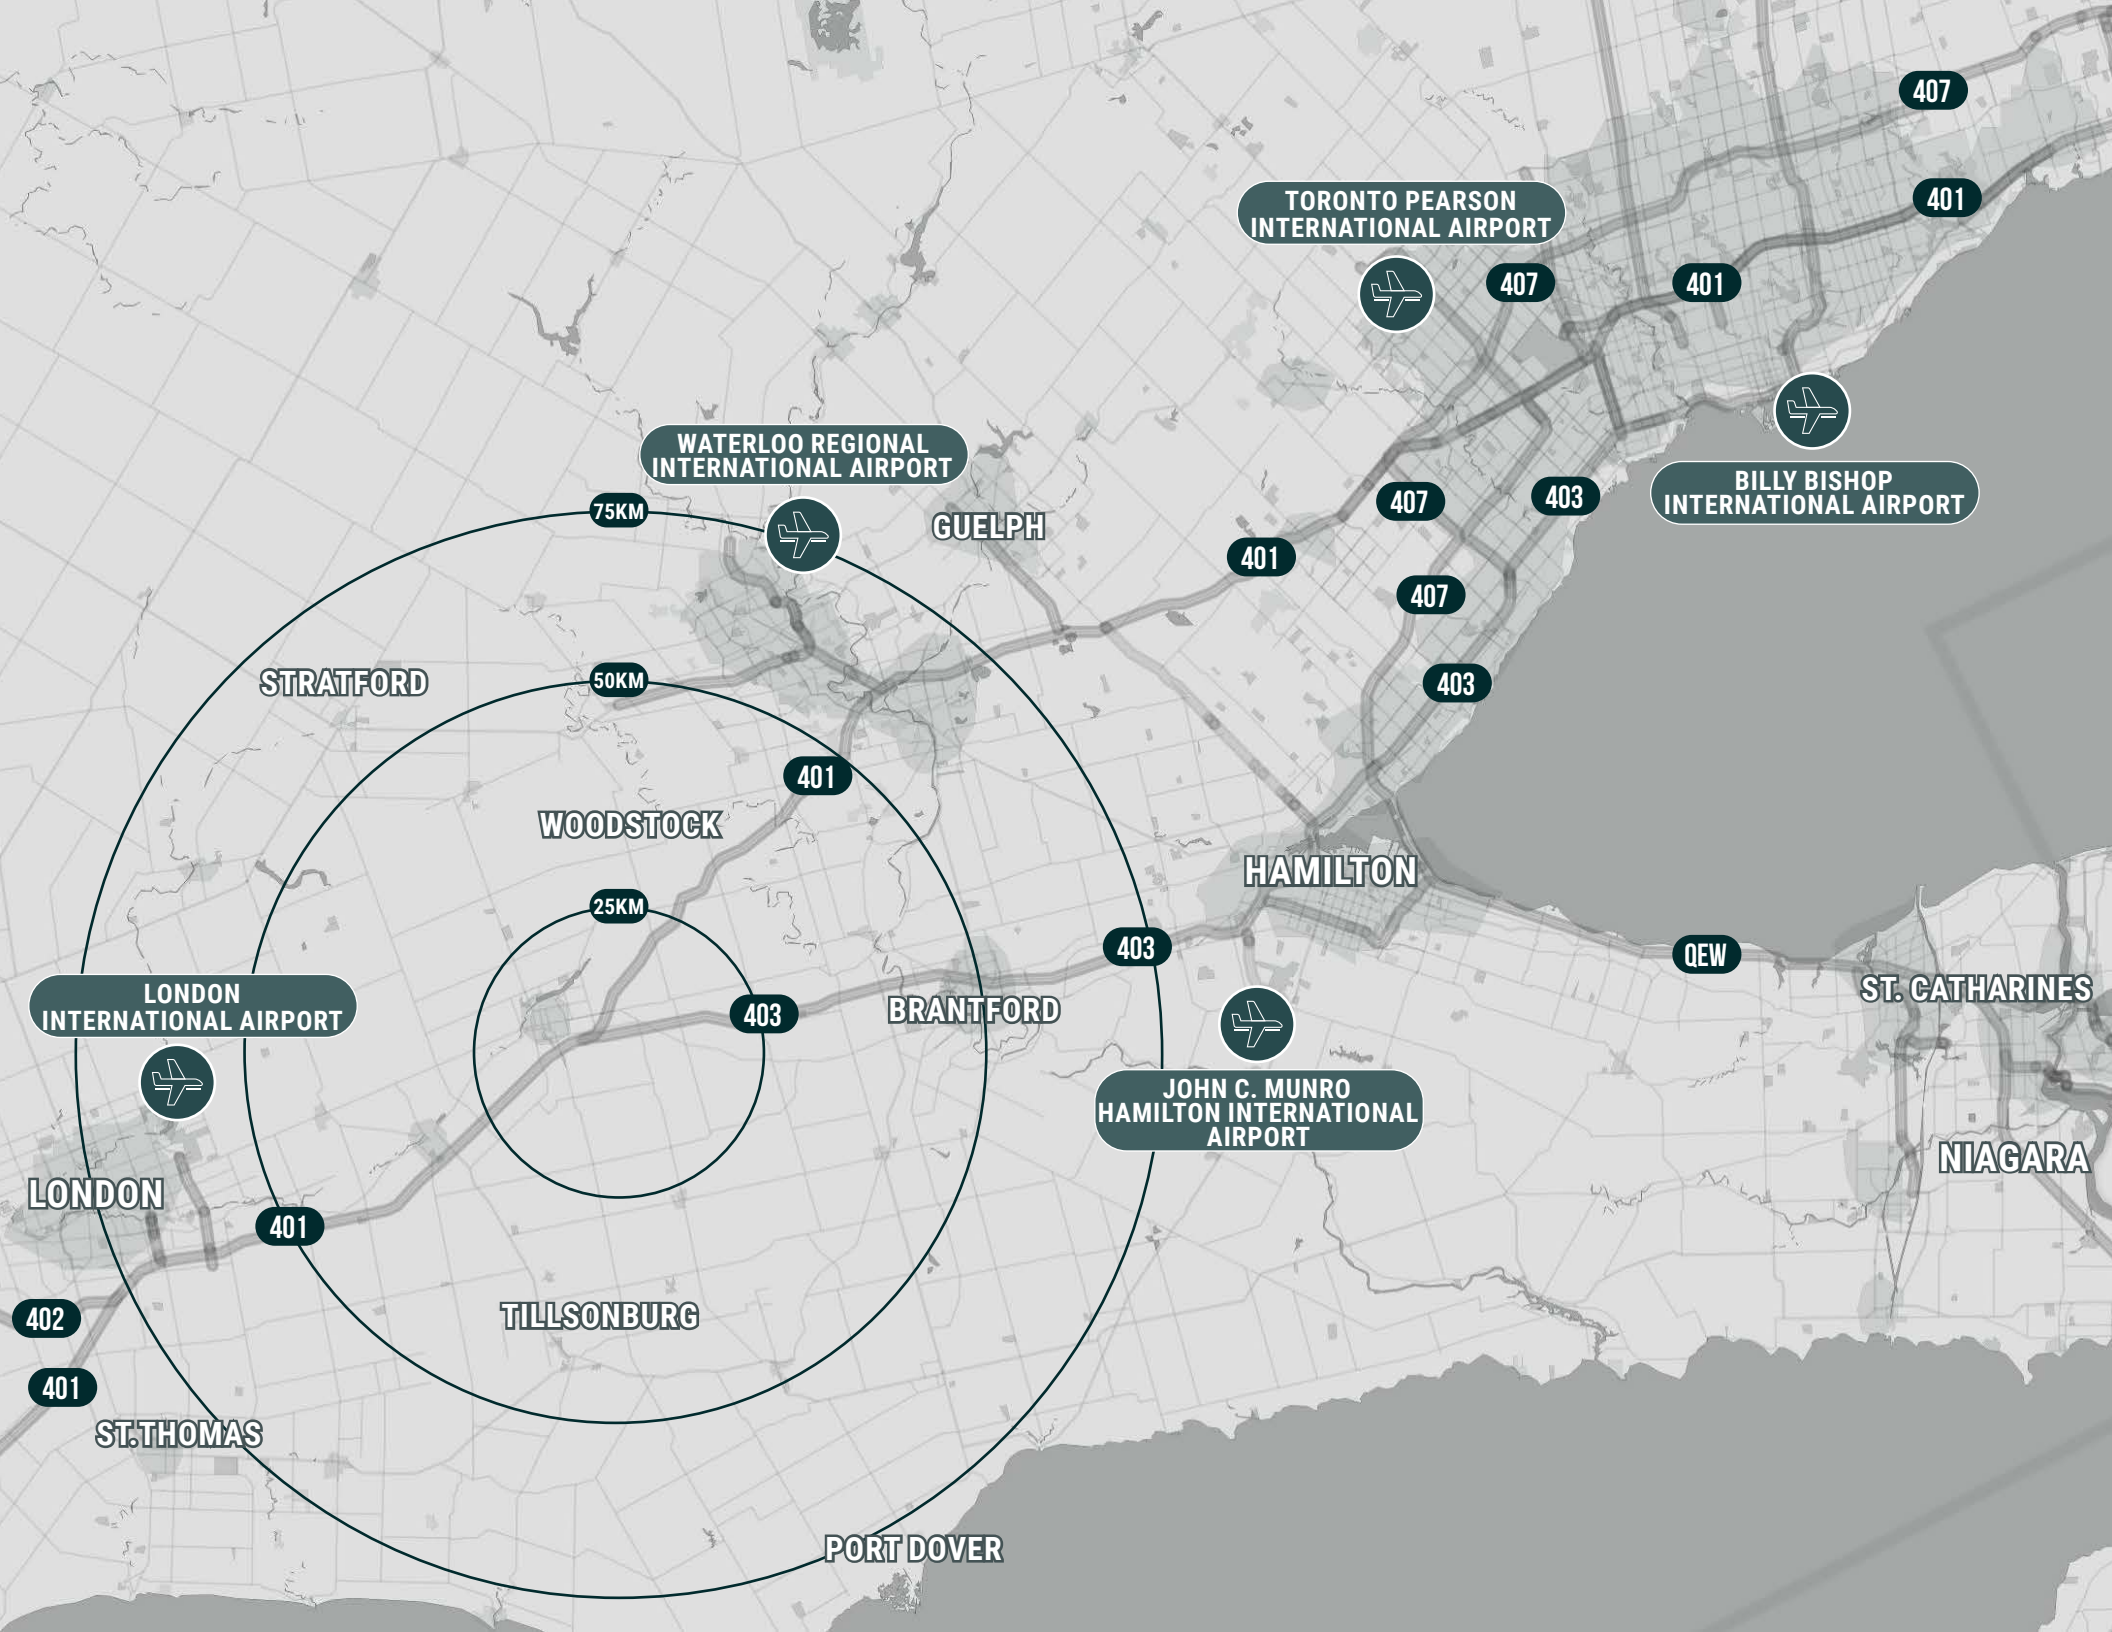 407
401
TORONTO PEARSON
INTERNATIONAL AIRPORT
407
401
WATERLOO REGIONAL
INTERNATIONAL AIRPORT
BILLY BISHOP
INTERNATIONAL AIRPORT
407
403
75KM
GUELPH
401
407
STRATFORD
50KM
403
401
WOODSTOCK
HAMILTON
25KM
403
QEW
LONDON
INTERNATIONAL AIRPORT
ST. CATHARINES
403
BRANTFORD
JOHN C. MUNRO
HAMILTON INTERNATIONAL
AIRPORT
NIAGARA
LONDON
401
402
TILLSONBURG
401
ST.THOMAS
PORT DOVER